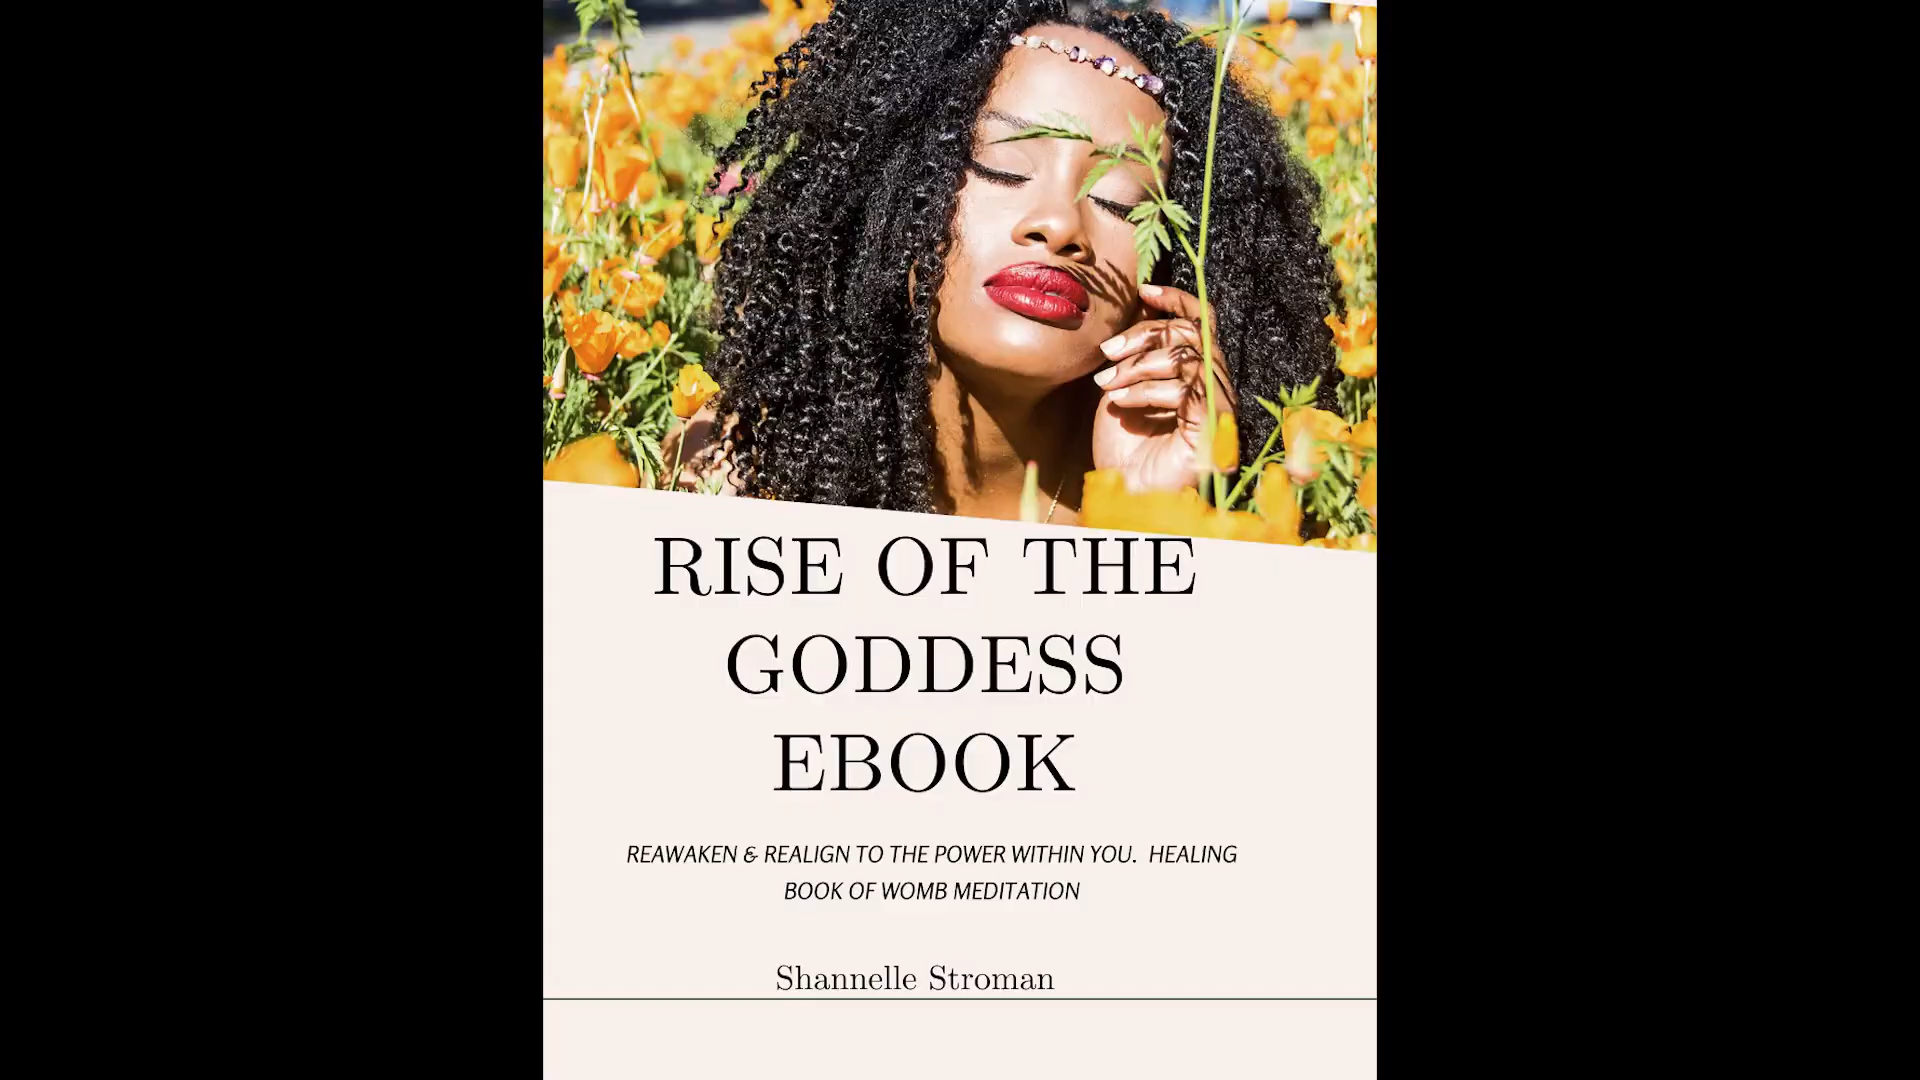 RISE OF THE
GODDESS
EBOOK
REAWAKEN & REALIGN TO THE POWER WITHIN YOU. HEALING
BOOK OF WOMB MEDITATION
Shannelle Stroman